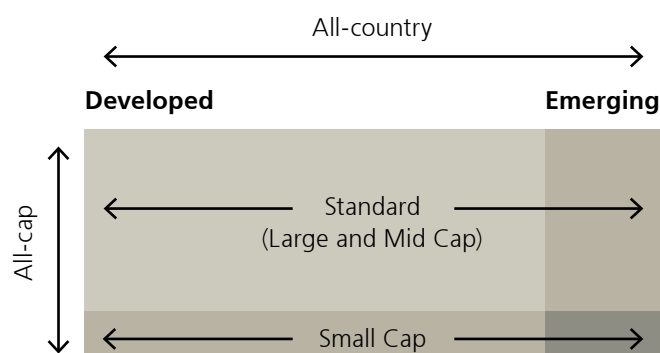 All-country
Developed
Emerging
All-cap
Standard
(Large and Mid Cap)
Small Cap